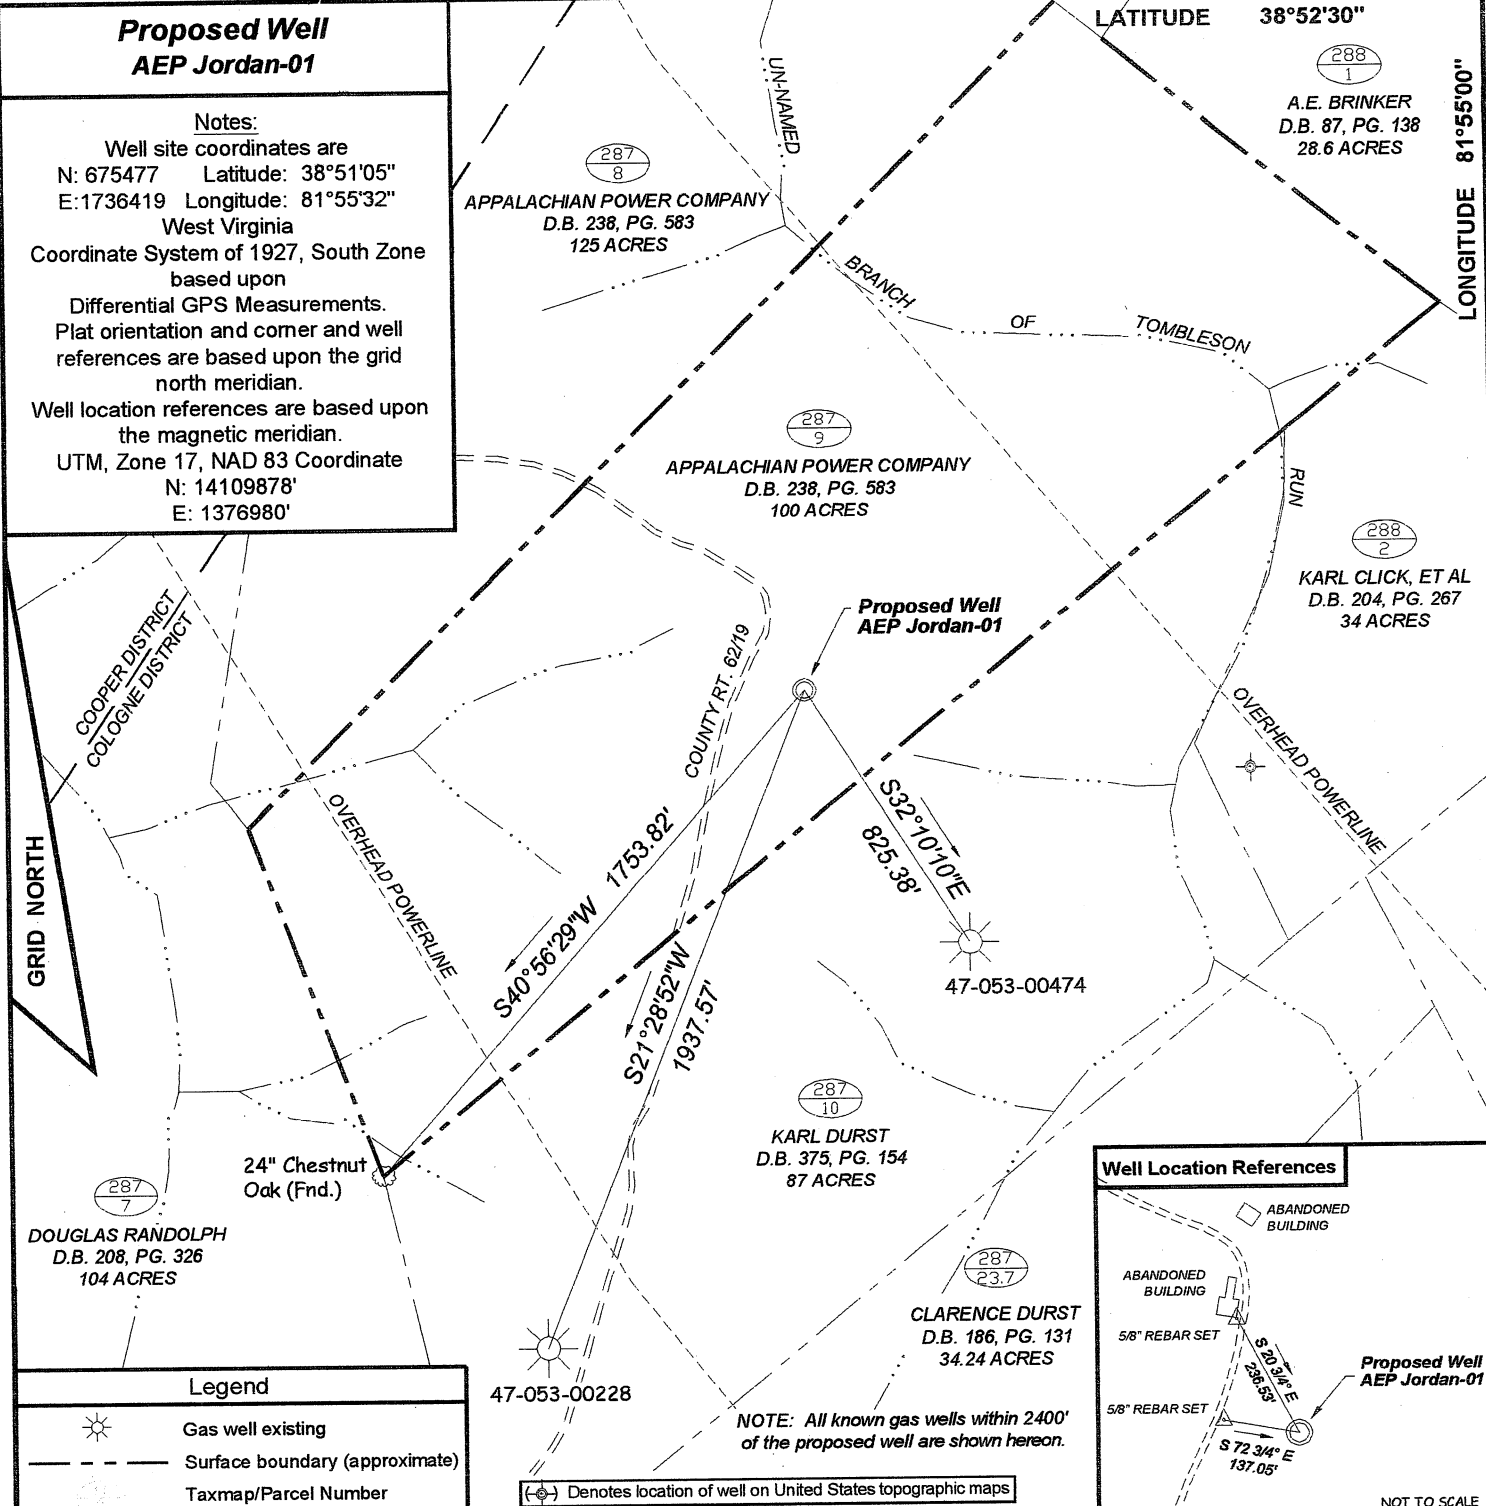 Proposed Well
AEP Jordan-01
Notes:
Well site coordinates are
N: 675477 Latitude: 38°51'05"
E:1736419 Longitude: 81°55'32"
West Virginia
Coordinate System of 1927, South Zone
based upon
Differential GPS Measurements.
Plat orientation and corner and well
references are based upon the grid
north meridian.
Well location references are based upon
the magnetic meridian.
UTM, Zone 17, NAD 83 Coordinate
N: 14109878'
E: 1376980'
LATITUDE 38°52'30"
LONGITUDE 81°55'00"
288
1
A.E. BRINKER
D.B. 87, PG. 138
28.6 ACRES
UN-NAMED
BRANCH
OF
TOMBLESON
RUN
287
8
APPALACHIAN POWER COMPANY
D.B. 238, PG. 583
125 ACRES
287
9
APPALACHIAN POWER COMPANY
D.B. 238, PG. 583
100 ACRES
288
2
KARL CLICK, ET AL
D.B. 204, PG. 267
34 ACRES
COOPER DISTRICT
COLOGNE DISTRICT
GRID NORTH
Proposed Well
AEP Jordan-01
COUNTY RT. 62/19
OVERHEAD POWERLINE
OVERHEAD POWERLINE
S40°56'29"W 1753.82'
S21°28'52"W
1937.57'
S32°10'10"E
825.38'
47-053-00474
24" Chestnut
Oak (Fnd.)
287
7
DOUGLAS RANDOLPH
D.B. 208, PG. 326
104 ACRES
287
10
KARL DURST
D.B. 375, PG. 154
87 ACRES
287
23.7
CLARENCE DURST
D.B. 186, PG. 131
34.24 ACRES
47-053-00228
NOTE: All known gas wells within 2400'
of the proposed well are shown hereon.
Denotes location of well on United States topographic maps
Legend
Gas well existing
Surface boundary (approximate)
Taxmap/Parcel Number
Well Location References
ABANDONED
BUILDING
ABANDONED
BUILDING
5/8" REBAR SET
S 20 3/4° E
236.53'
Proposed Well
AEP Jordan-01
5/8" REBAR SET
S 72 3/4° E
137.05'
NOT TO SCALE